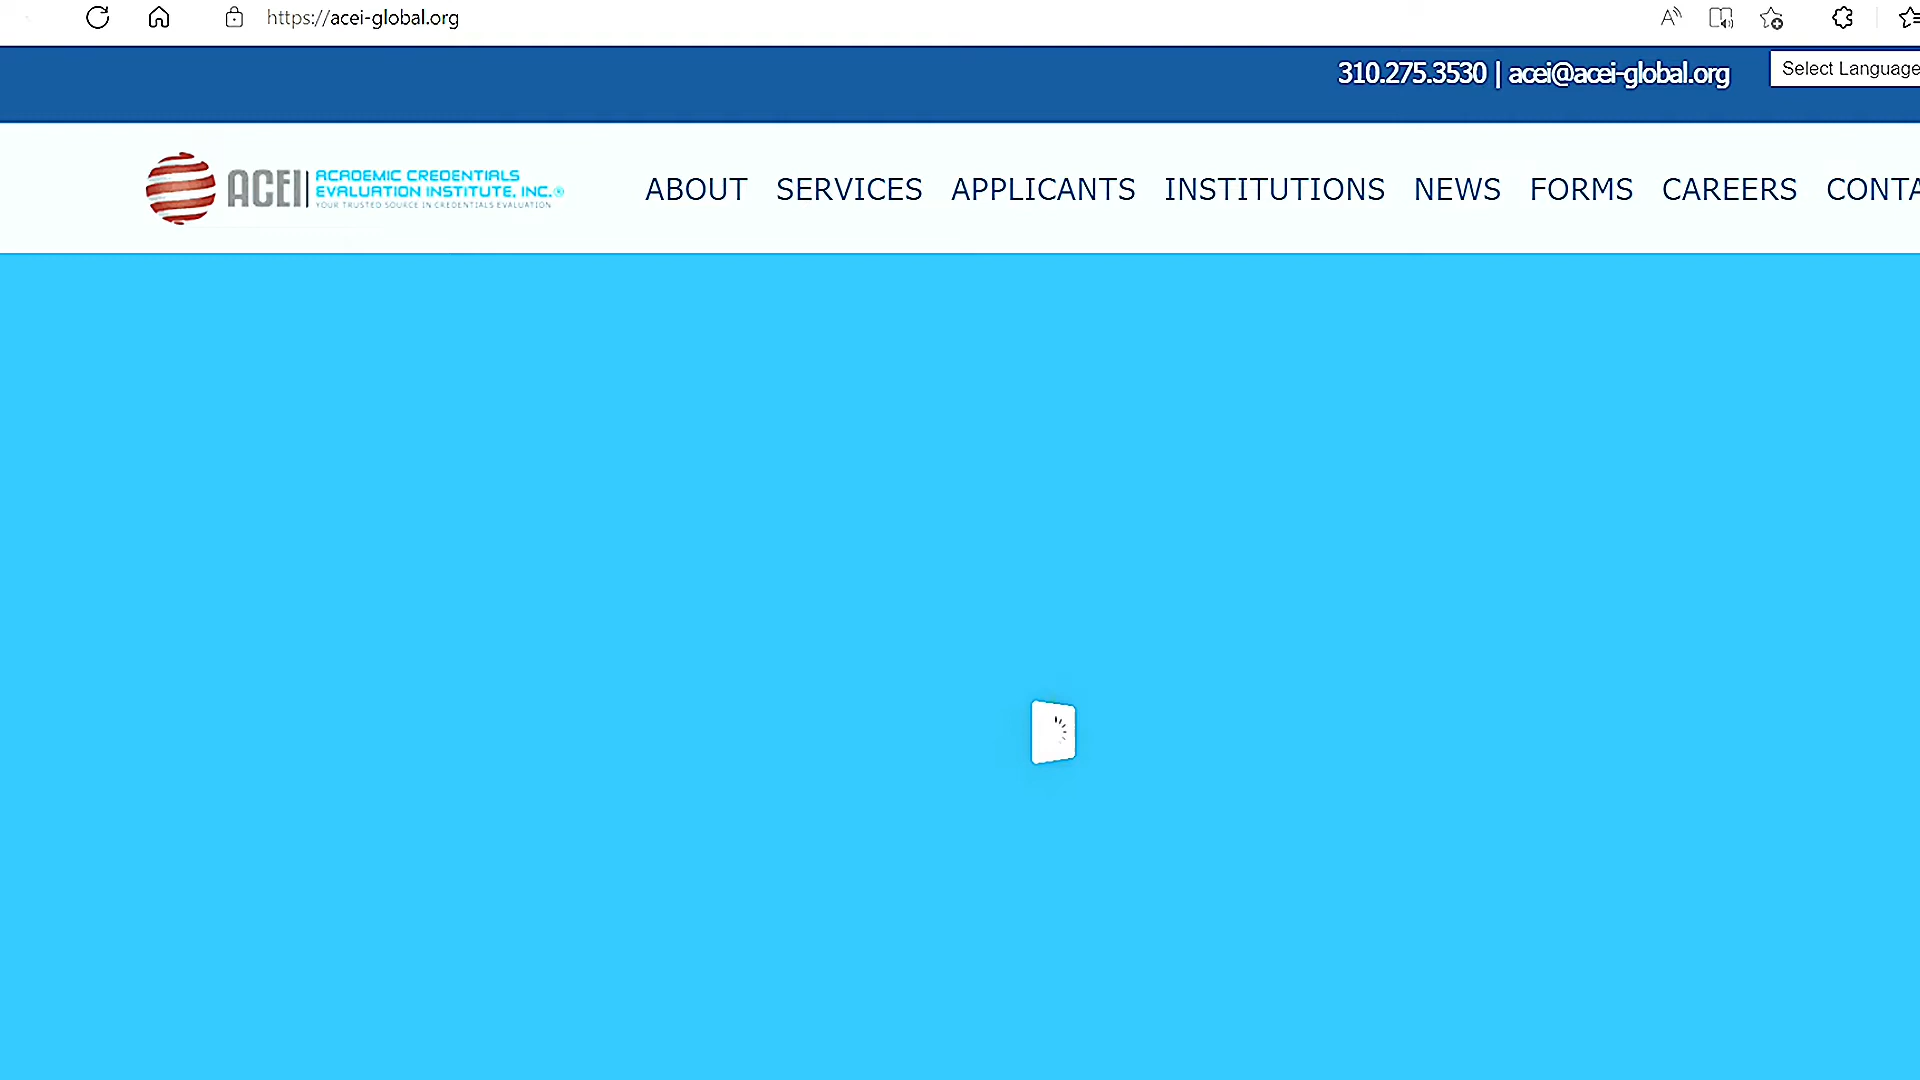 https://acei-global.org
310.275.3530 | acei@acei-global.org
Select Language
ACEI
ACADEMIC CREDENTIALS
EVALUATION INSTITUTE, INC.®
YOUR TRUSTED SOURCE IN CREDENTIALS EVALUATION
ABOUT SERVICES APPLICANTS INSTITUTIONS NEWS FORMS CAREERS CONTA